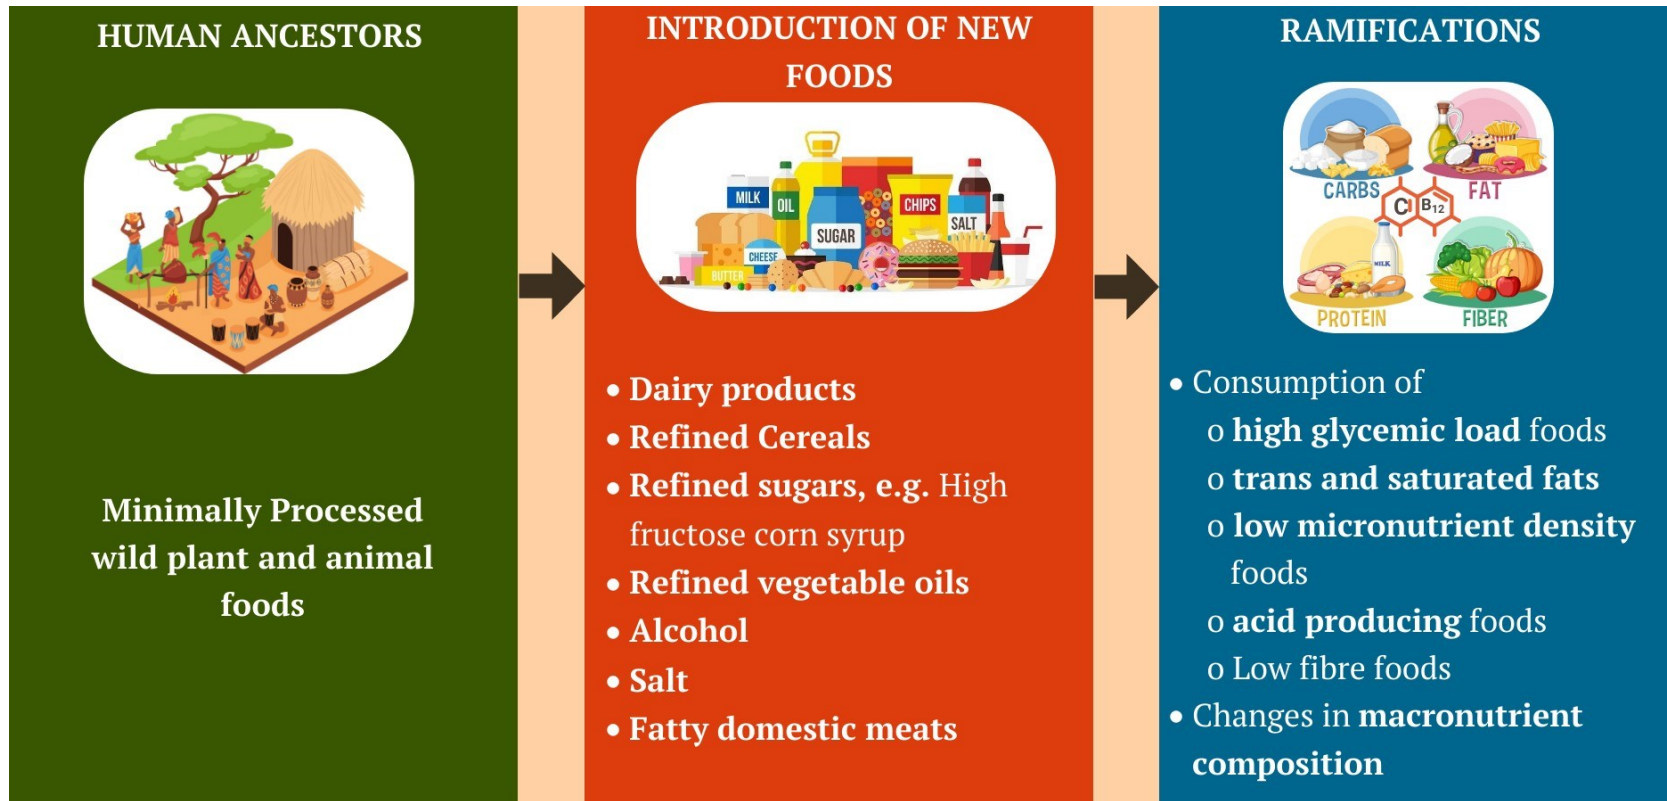 HUMAN ANCESTORS
Minimally Processed
wild plant and animal
foods
INTRODUCTION OF NEW
FOODS
MILK
OIL
SUGAR
CHIPS
SALT
CHEESE
BUTTER
• Dairy products
• Refined Cereals
• Refined sugars, e.g. High
fructose corn syrup
• Refined vegetable oils
• Alcohol
• Salt
• Fatty domestic meats
RAMIFICATIONS
CARBS
FAT
C B12
MILK
PROTEIN
FIBER
• Consumption of
o high glycemic load foods
o trans and saturated fats
o low micronutrient density
foods
o acid producing foods
o Low fibre foods
• Changes in macronutrient
composition